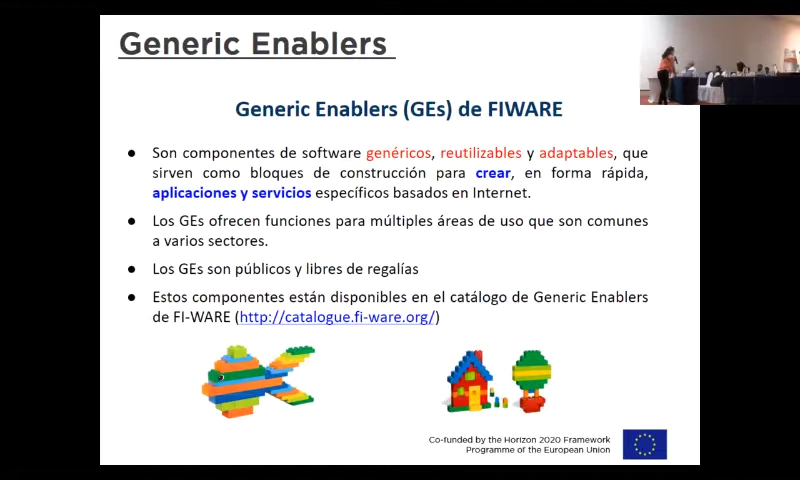 Generic Enablers
Generic Enablers (GEs) de FIWARE
● Son componentes de software genéricos, reutilizables y adaptables, que
sirven como bloques de construcción para crear, en forma rápida,
aplicaciones y servicios específicos basados en Internet.
● Los GEs ofrecen funciones para múltiples áreas de uso que son comunes
a varios sectores.
● Los GEs son públicos y libres de regalías
● Estos componentes están disponibles en el catálogo de Generic Enablers
de FI-WARE (http://catalogue.fi-ware.org/)
Co-funded by the Horizon 2020 Framework
Programme of the European Union